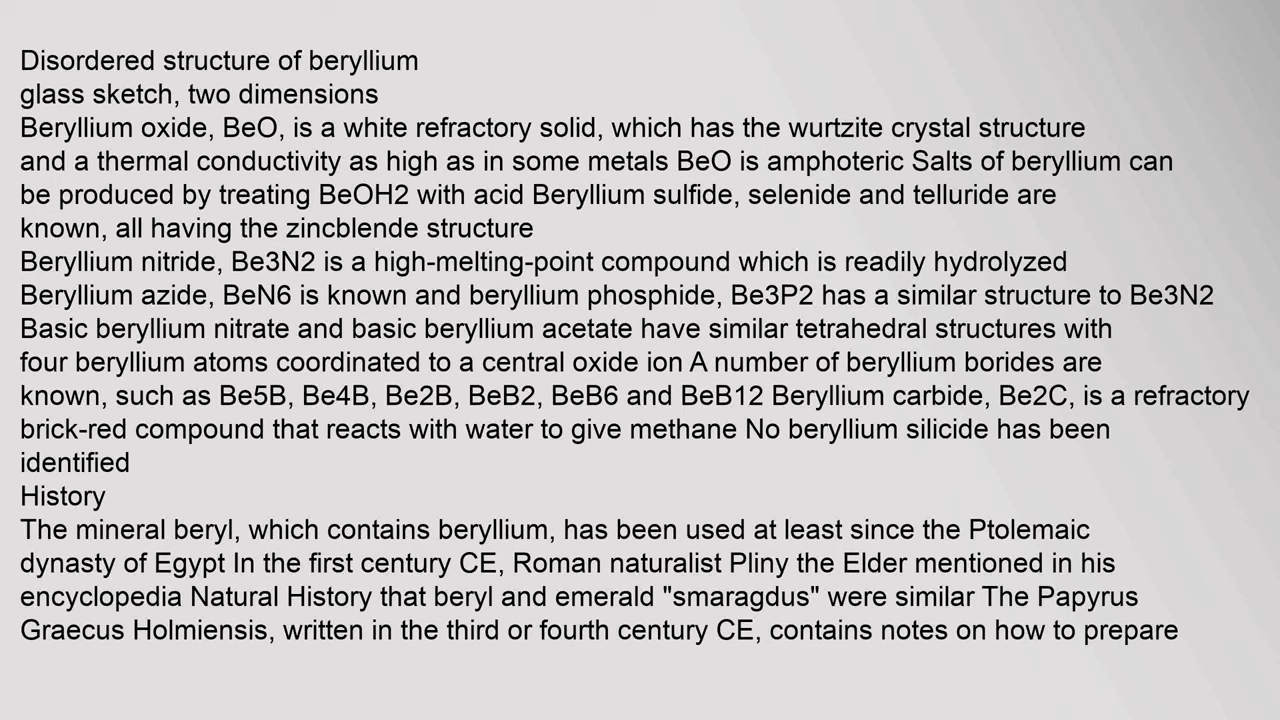 Disordered structure of beryllium
glass sketch, two dimensions
Beryllium oxide, BeO, is a white refractory solid, which has the wurtzite crystal structure
and a thermal conductivity as high as in some metals BeO is amphoteric Salts of beryllium can
be produced by treating BeOH2 with acid Beryllium sulfide, selenide and telluride are
known, all having the zincblende structure
Beryllium nitride, Be3N2 is a high-melting-point compound which is readily hydrolyzed
Beryllium azide, BeN6 is known and beryllium phosphide, Be3P2 has a similar structure to Be3N2
Basic beryllium nitrate and basic beryllium acetate have similar tetrahedral structures with
four beryllium atoms coordinated to a central oxide ion A number of beryllium borides are
known, such as Be5B, Be4B, Be2B, BeB2, BeB6 and BeB12 Beryllium carbide, Be2C, is a refractory
brick-red compound that reacts with water to give methane No beryllium silicide has been
identified
History
The mineral beryl, which contains beryllium, has been used at least since the Ptolemaic
dynasty of Egypt In the first century CE, Roman naturalist Pliny the Elder mentioned in his
encyclopedia Natural History that beryl and emerald "smaragdus" were similar The Papyrus
Graecus Holmiensis, written in the third or fourth century CE, contains notes on how to prepare